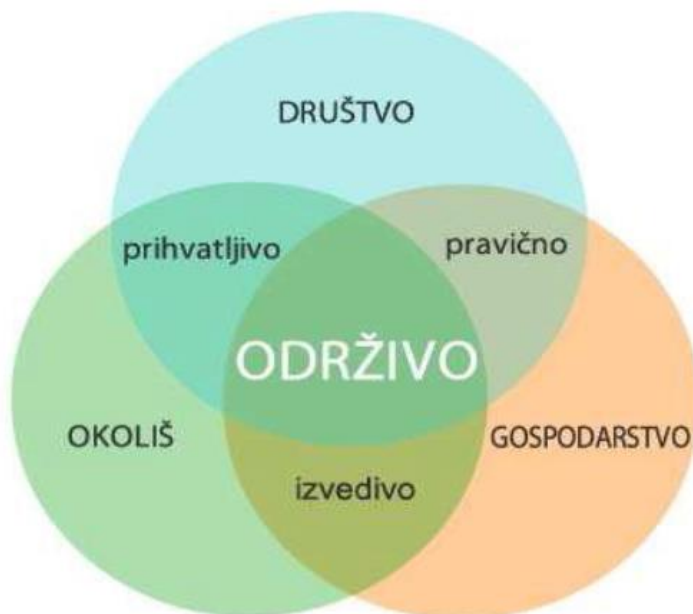 DRUŠTVO
prihvatljivo
pravično
ODRŽIVO
OKOLIŠ
GOSPODARSTVO
izvedivo